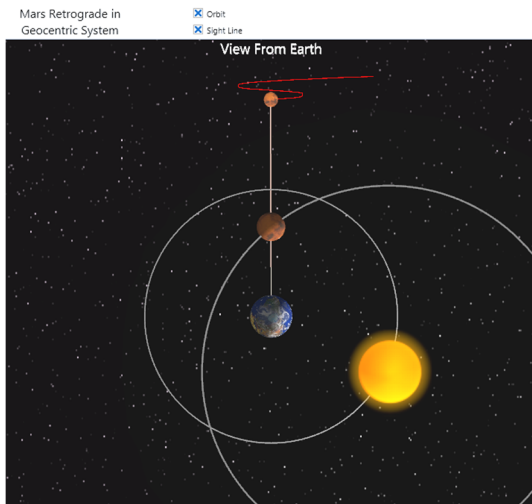 Mars Retrograde in
Geocentric System
Orbit
Sight Line
View From Earth